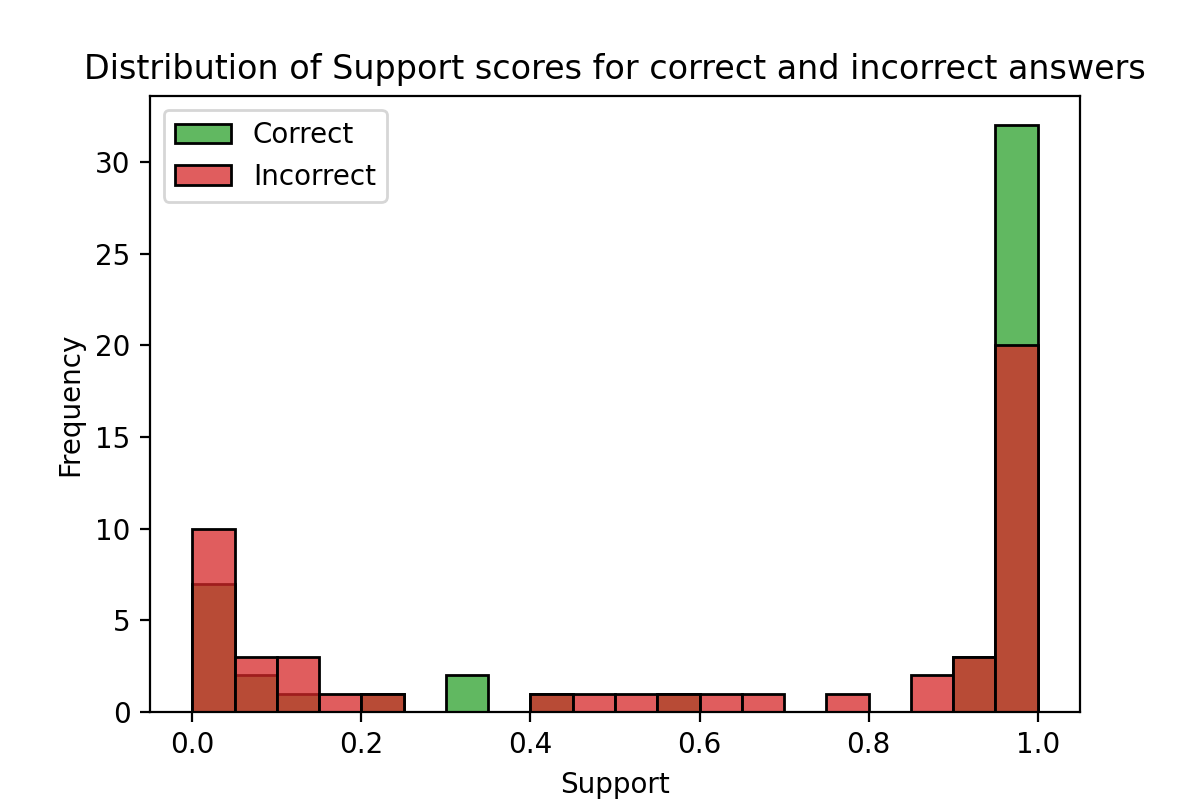 Distribution of Support scores for correct and incorrect answers
Correct
Incorrect
Frequency
30
25
20
15
10
5
0
0.0 0.2 0.4 0.6 0.8 1.0
Support